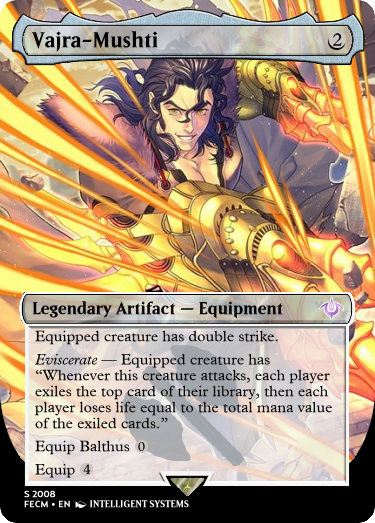 Vajra-Mushti 2
Legendary Artifact — Equipment
Equipped creature has double strike.
Eviscerate — Equipped creature has
“Whenever this creature attacks, each player
exiles the top card of their library, then each
player loses life equal to the total mana value
of the exiled cards.”
Equip Balthus 0
Equip 4
S 2008
FECM • EN INTELLIGENT SYSTEMS